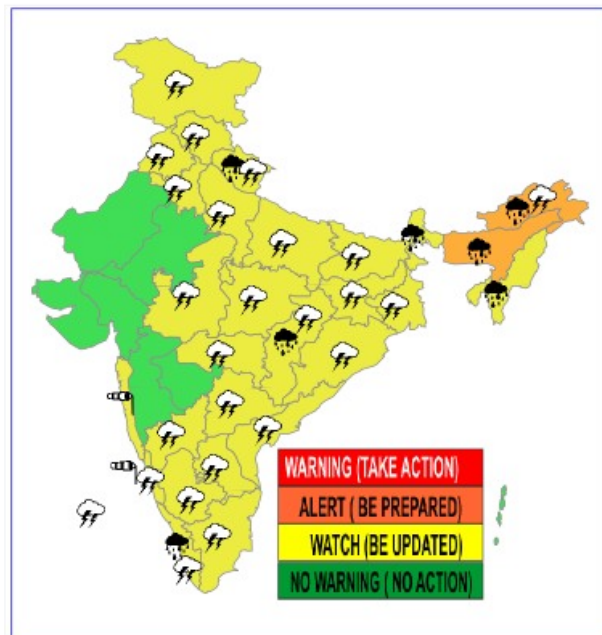 WARNING (TAKE ACTION)
ALERT ( BE PREPARED)
WATCH (BE UPDATED)
NO WARNING ( NO ACTION)